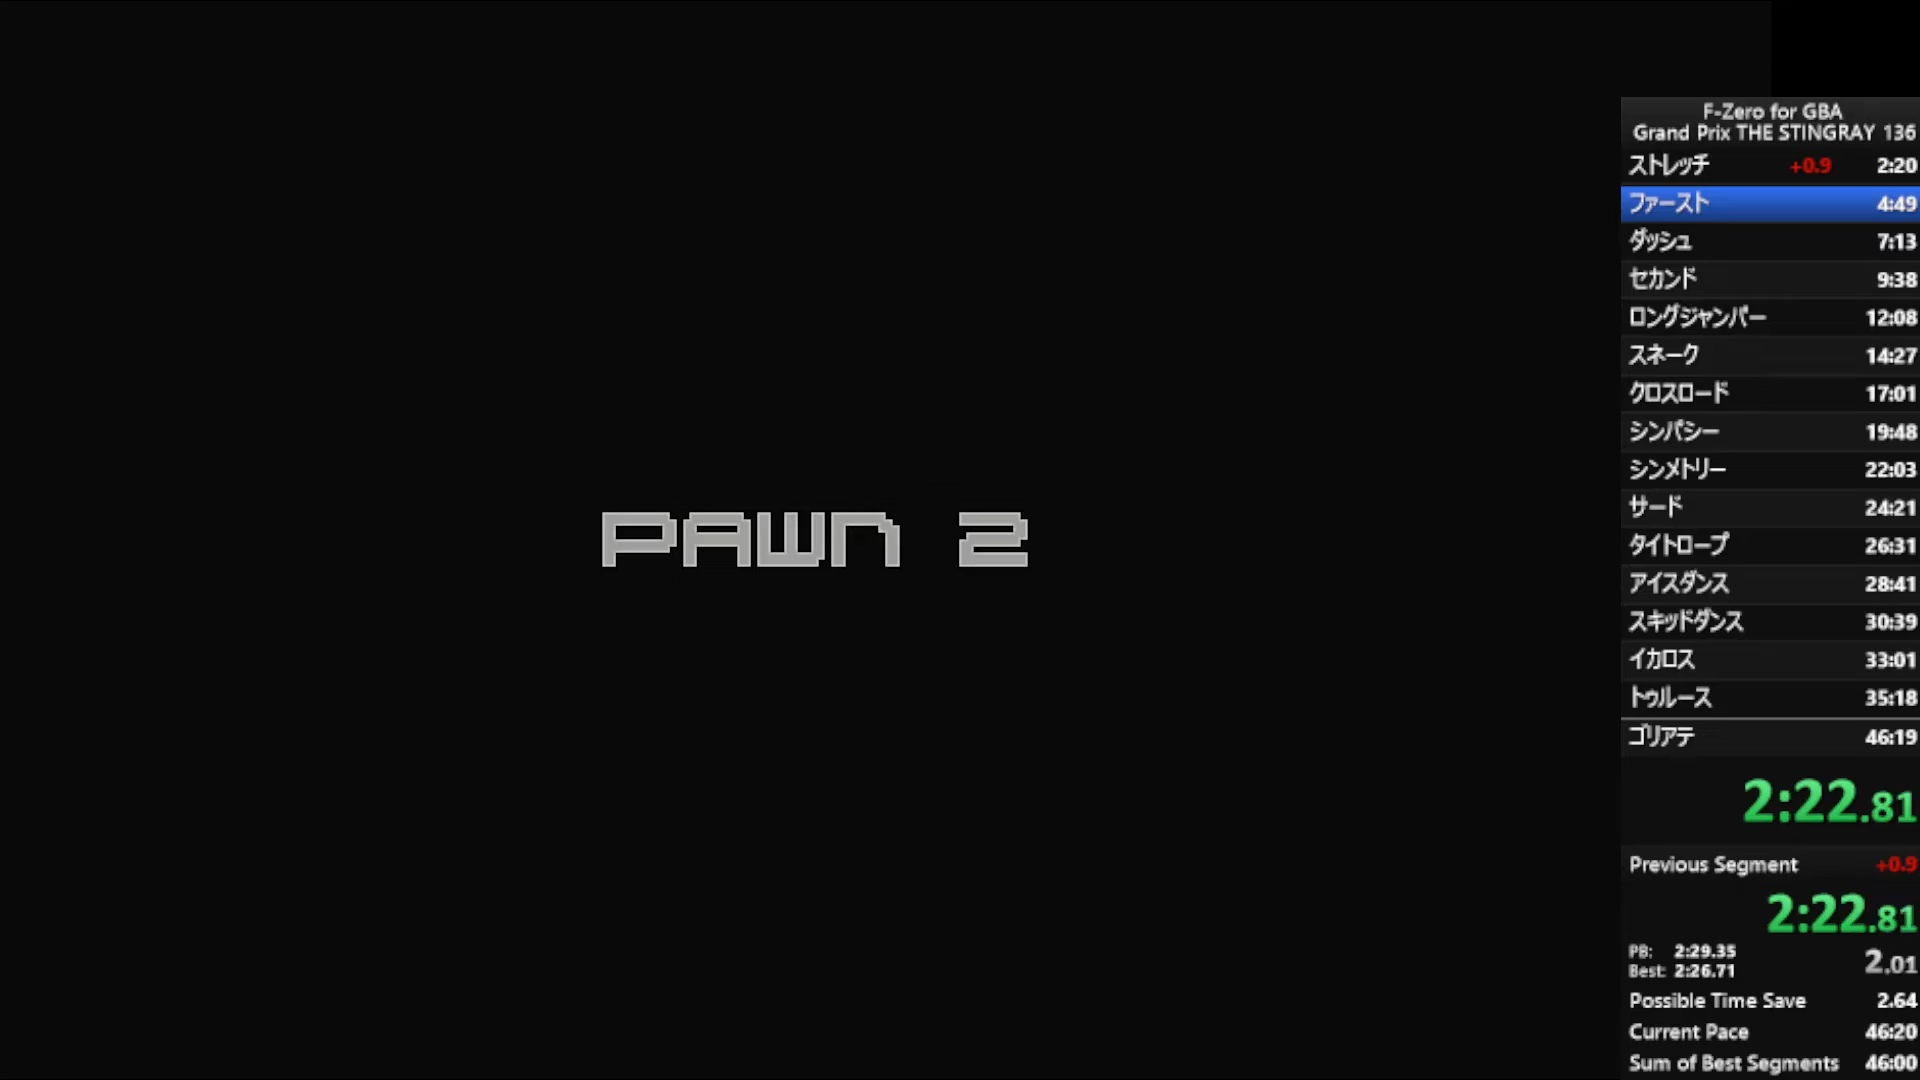 PAWN 2
F-Zero for GBA
Grand Prix THE STINGRAY 136
ストレッチ +0.9 2:20
ファースト 4:49
ダッシュ 7:13
セカンド 9:38
ロングジャンパー 12:08
スネーク 14:27
クロスロード 17:01
シンパシー 19:48
シンメトリー 22:03
サード 24:21
タイトロープ 26:31
アイスダンス 28:41
スキッドダンス 30:39
イカロス 33:01
トゥルース 35:18
ゴリアテ 46:19
2:22.81
Previous Segment +0.9
2:22.81
PB: 2:29.35
Best: 2:26.71
2.01
Possible Time Save 2.64
Current Pace 46:20
Sum of Best Segments 46:00